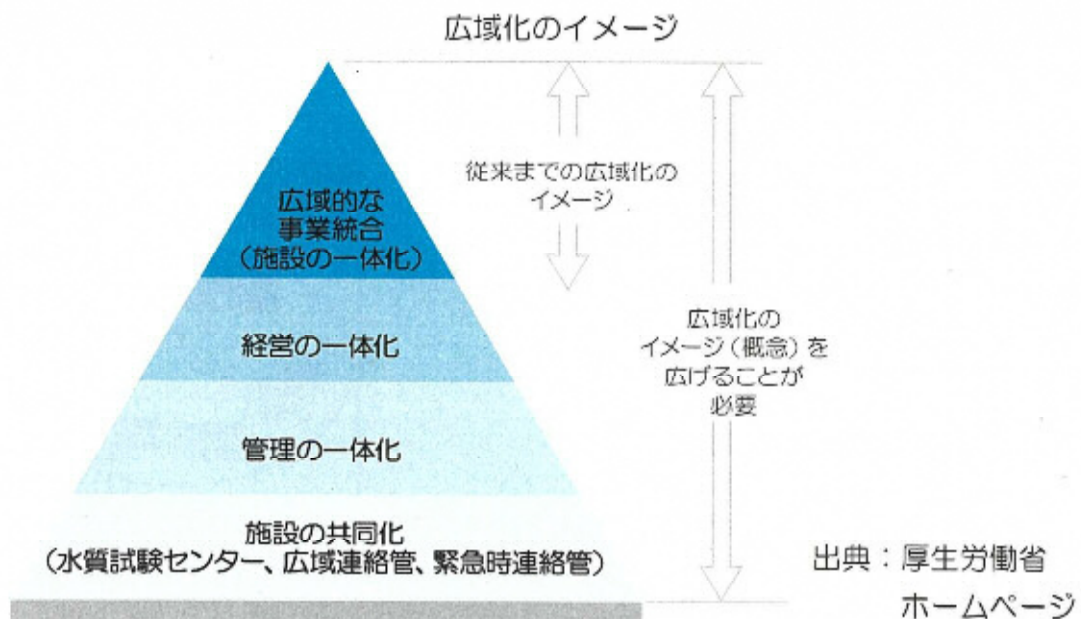 広域化のイメージ
広域的な
事業統合
(施設の一体化)
経営の一体化
管理の一体化
施設の共同化
(水質試験センター、広域連絡管、緊急時連絡管)
従来までの広域化の
イメージ
広域化の
イメージ(概念)を
広げることが
必要
出典：厚生労働省
ホームページ